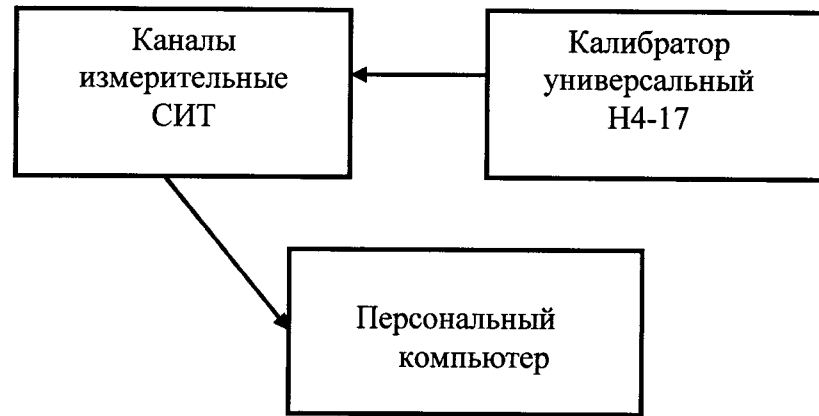 Каналы
измерительные
СИТ
Калибратор
универсальный
Н4-17
Персональный
компьютер